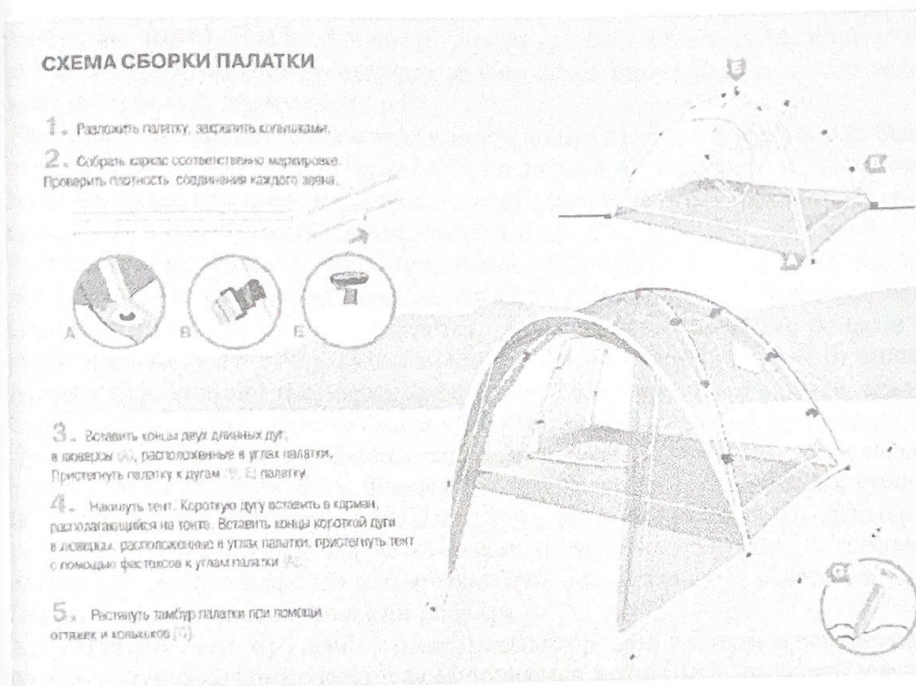 СХЕМА СБОРКИ ПАЛАТКИ
1. Разложить палатку, закрепить колышками.
2. Собрать каркас соответственно маркировке.
Проверить плотность соединения каждого звена.
E
A
A B E
3. Вставить концы двух длинных дуг,
в люверсы (A), расположенные в углах палатки.
Пристегнуть палатку к дугам (B, E) палатку.
4. Накинуть тент. Короткую дугу вставить в карман,
располагающийся на тенте. Вставить концы короткой дуги
в люверсы, расположенные в углах палатки, пристегнуть тент
с помощью фастексов к углам палатки (A).
G
5. Растянуть тамбур палатки при помощи
оттяжек и колышков (G).